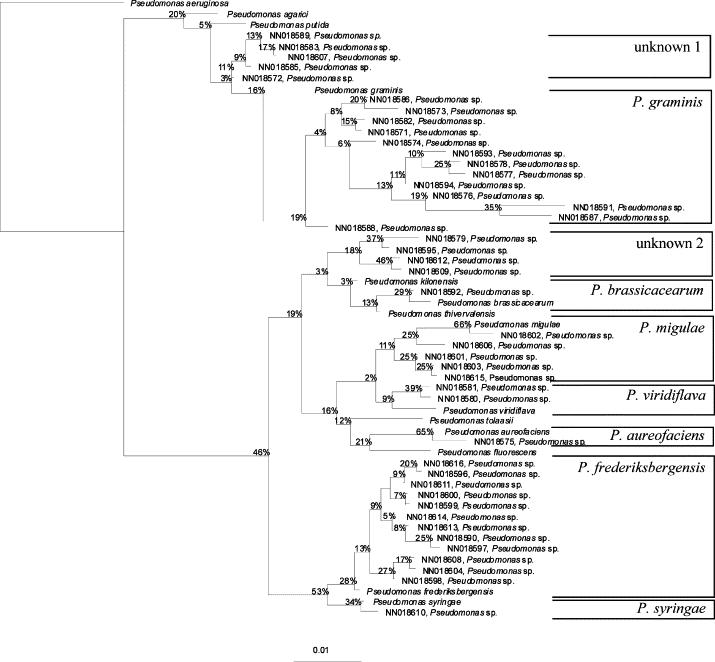 Pseudomonas aeruginosa
20% Pseudomonas agarici
5% Pseudomonas putida
13% NN018589, Pseudomonas sp.
17% NN018583, Pseudomonas sp.
unknown 1
9% NN018607, Pseudomonas sp.
11% NN018585, Pseudomonas sp.
3% NN018572, Pseudomonas sp.
16% Pseudomonas graminis
20% NN018586, Pseudomonas sp.
P. graminis
8% NN018573, Pseudomonas sp.
15% NN018582, Pseudomonas sp.
4% NN018571, Pseudomonas sp.
6% NN018574, Pseudomonas sp.
10% NN018593, Pseudomonas sp.
25% NN018578, Pseudomonas sp.
11% NN018577, Pseudomonas sp.
13% NN018594, Pseudomonas sp.
19% NN018576, Pseudomonas sp.
35% NN018591, Pseudomonas sp.
19% NN018587, Pseudomonas sp.
NN018588, Pseudomonas sp.
37% NN018579, Pseudomonas sp.
unknown 2
18% NN018595, Pseudomonas sp.
46% NN018612, Pseudomonas sp.
3% NN018609, Pseudomonas sp.
3% Pseudomonas kilonensis
29% NN018592, Pseudomonas sp.
P. brassicacearum
13% Pseudomonas brassicacearum
19% Pseudomonas thivervalensis
66% Pseudomonas migulae
P. migulae
25% NN018602, Pseudomonas sp.
11% NN018606, Pseudomonas sp.
25% NN018601, Pseudomonas sp.
25% NN018603, Pseudomonas sp.
2% NN018615, Pseudomonas sp.
39% NN018581, Pseudomonas sp.
P. viridiflava
9% NN018580, Pseudomonas sp.
16% Pseudomonas viridiflava
12% Pseudomonas tolaasii
65% Pseudomonas aureofaciens
P. aureofaciens
21% NN018575, Pseudomonas sp.
46% Pseudomonas fluorescens
20% NN018616, Pseudomonas sp.
P. frederiksbergensis
9% NN018596, Pseudomonas sp.
NN018611, Pseudomonas sp.
7% NN018600, Pseudomonas sp.
9% NN018599, Pseudomonas sp.
5% NN018614, Pseudomonas sp.
8% NN018613, Pseudomonas sp.
25% NN018590, Pseudomonas sp.
13% NN018597, Pseudomonas sp.
17% NN018608, Pseudomonas sp.
27% NN018604, Pseudomonas sp.
28% NN018598, Pseudomonas sp.
53% Pseudomonas frederiksbergensis
34% Pseudomonas syringae
P. syringae
NN018610, Pseudomonas sp.
0.01